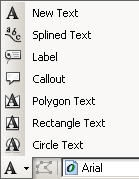 New Text
Splined Text
Label
Callout
Polygon Text
Rectangle Text
Circle Text
Arial